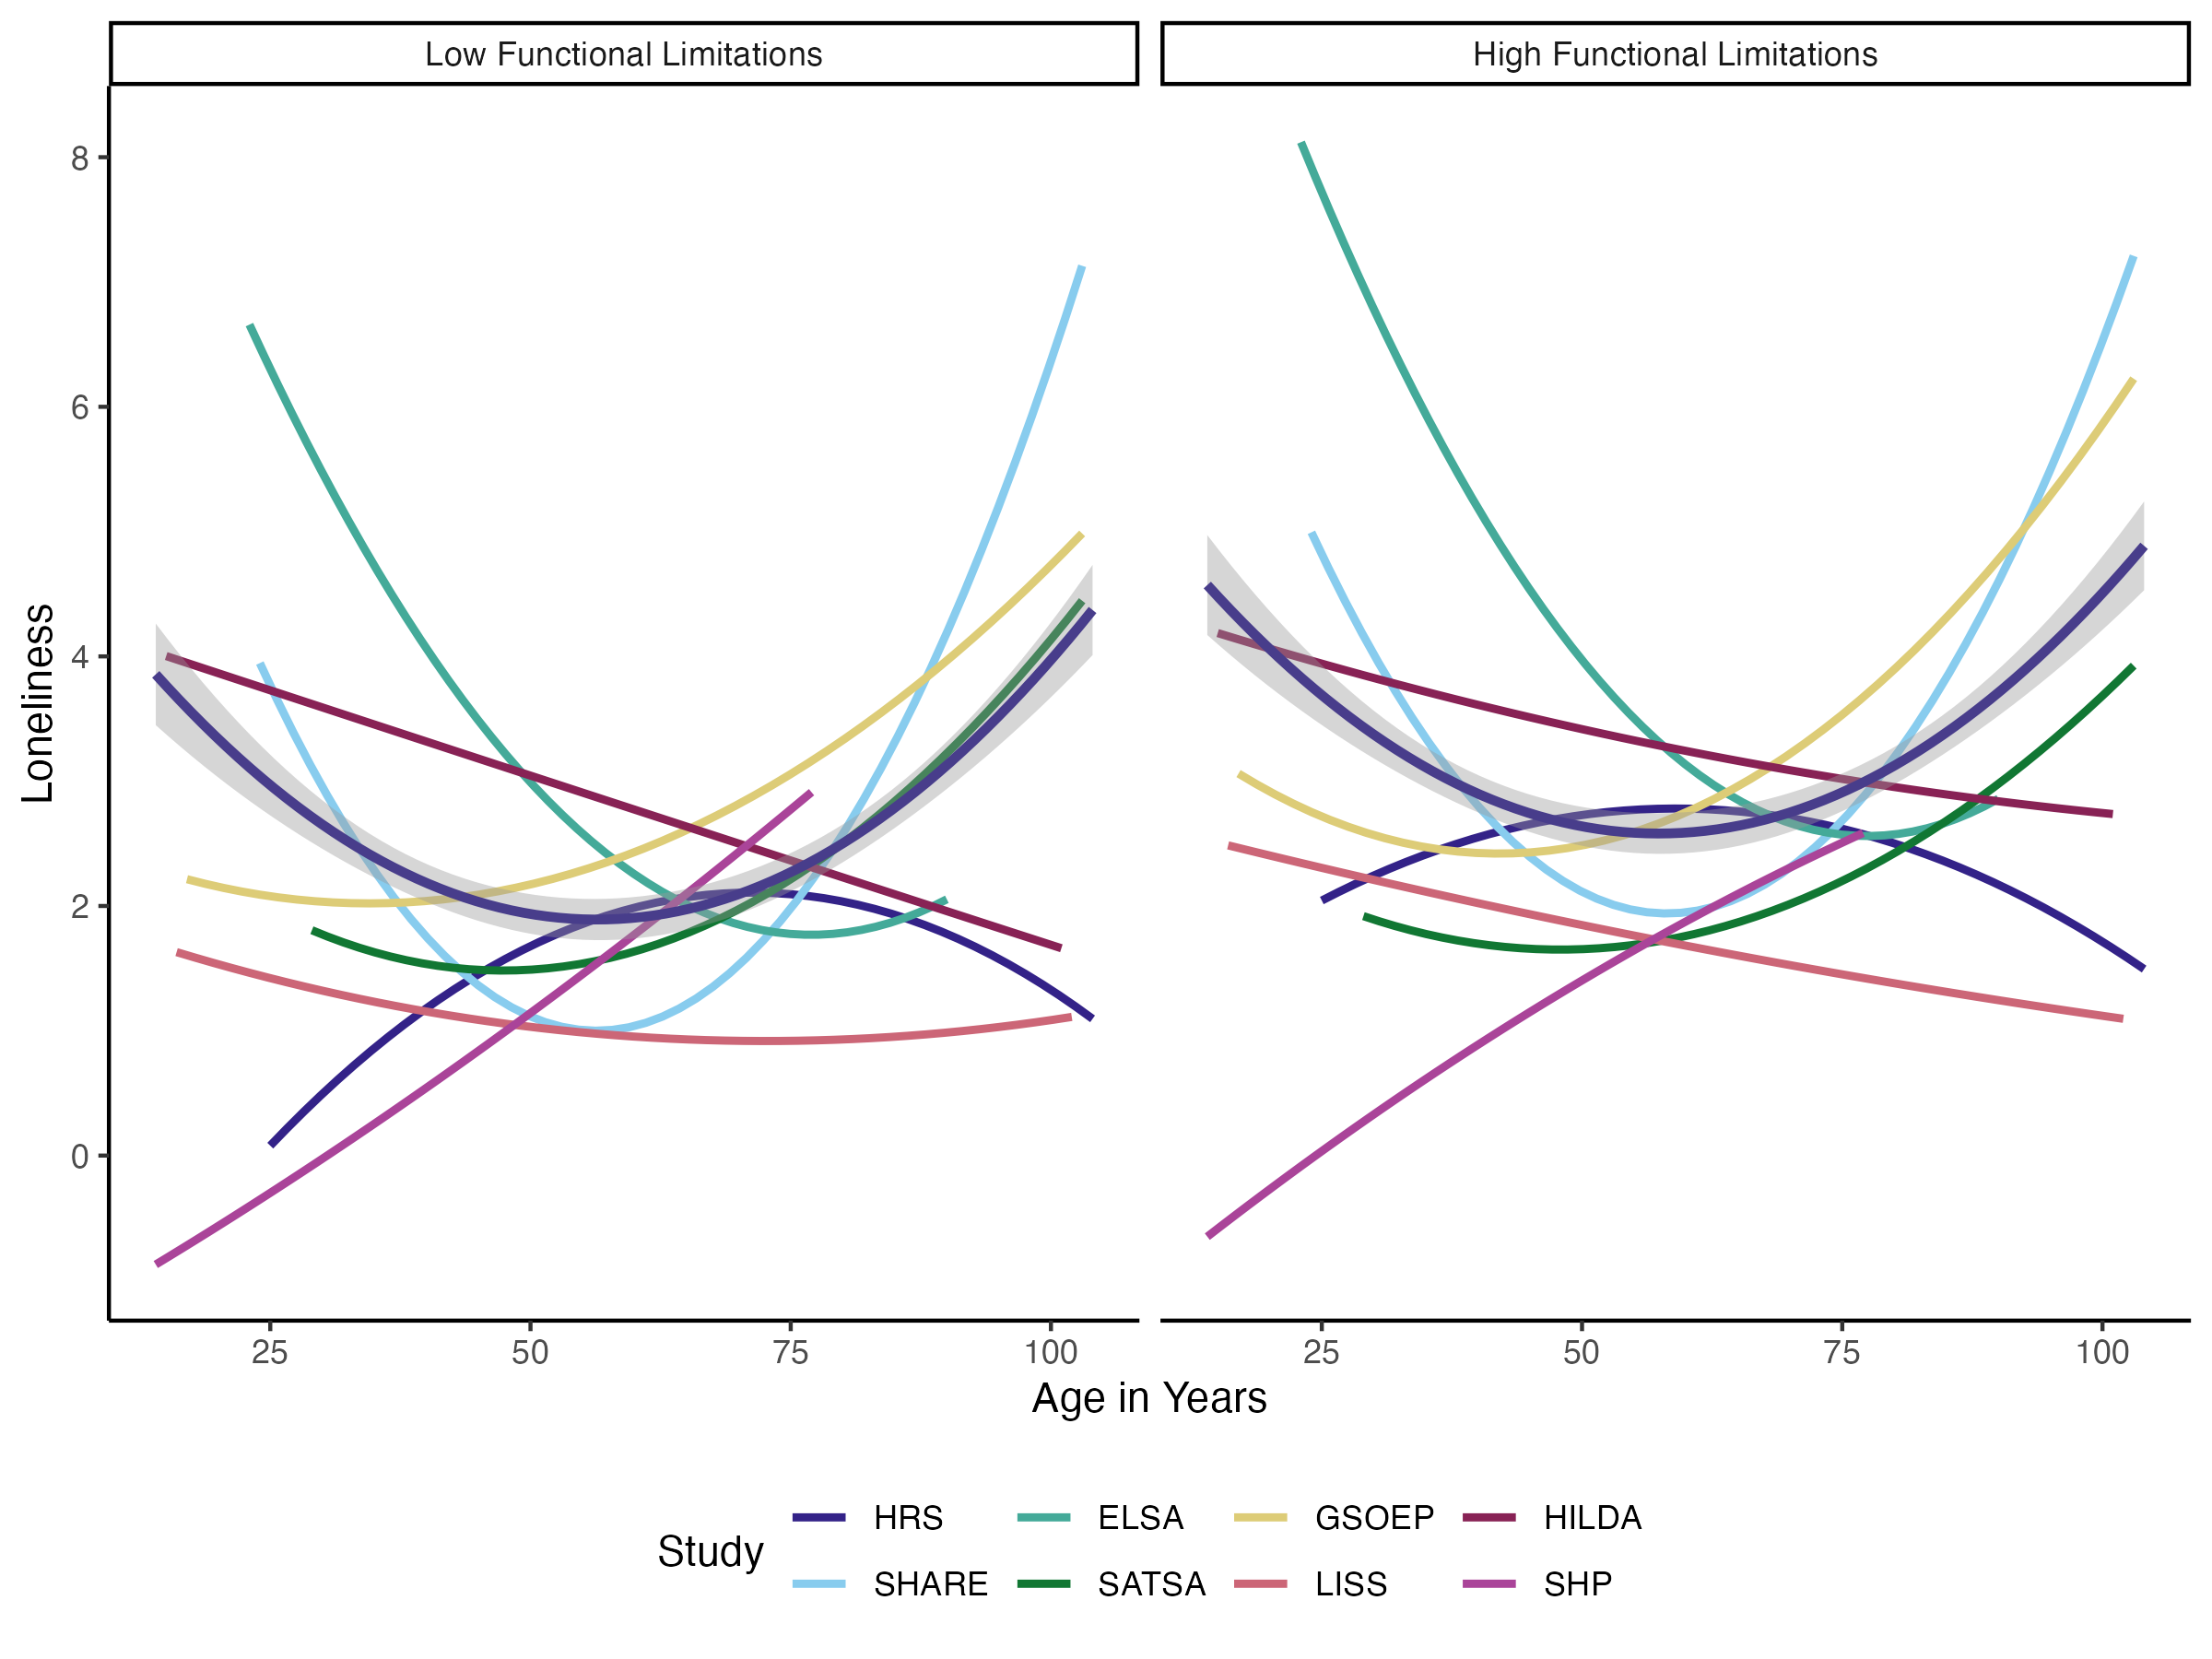 Low Functional Limitations
High Functional Limitations
Loneliness
8
6
4
2
0
25 50 75 100
25 50 75 100
Age in Years
Study
HRS ELSA GSOEP HILDA
SHARE SATSA LISS SHP